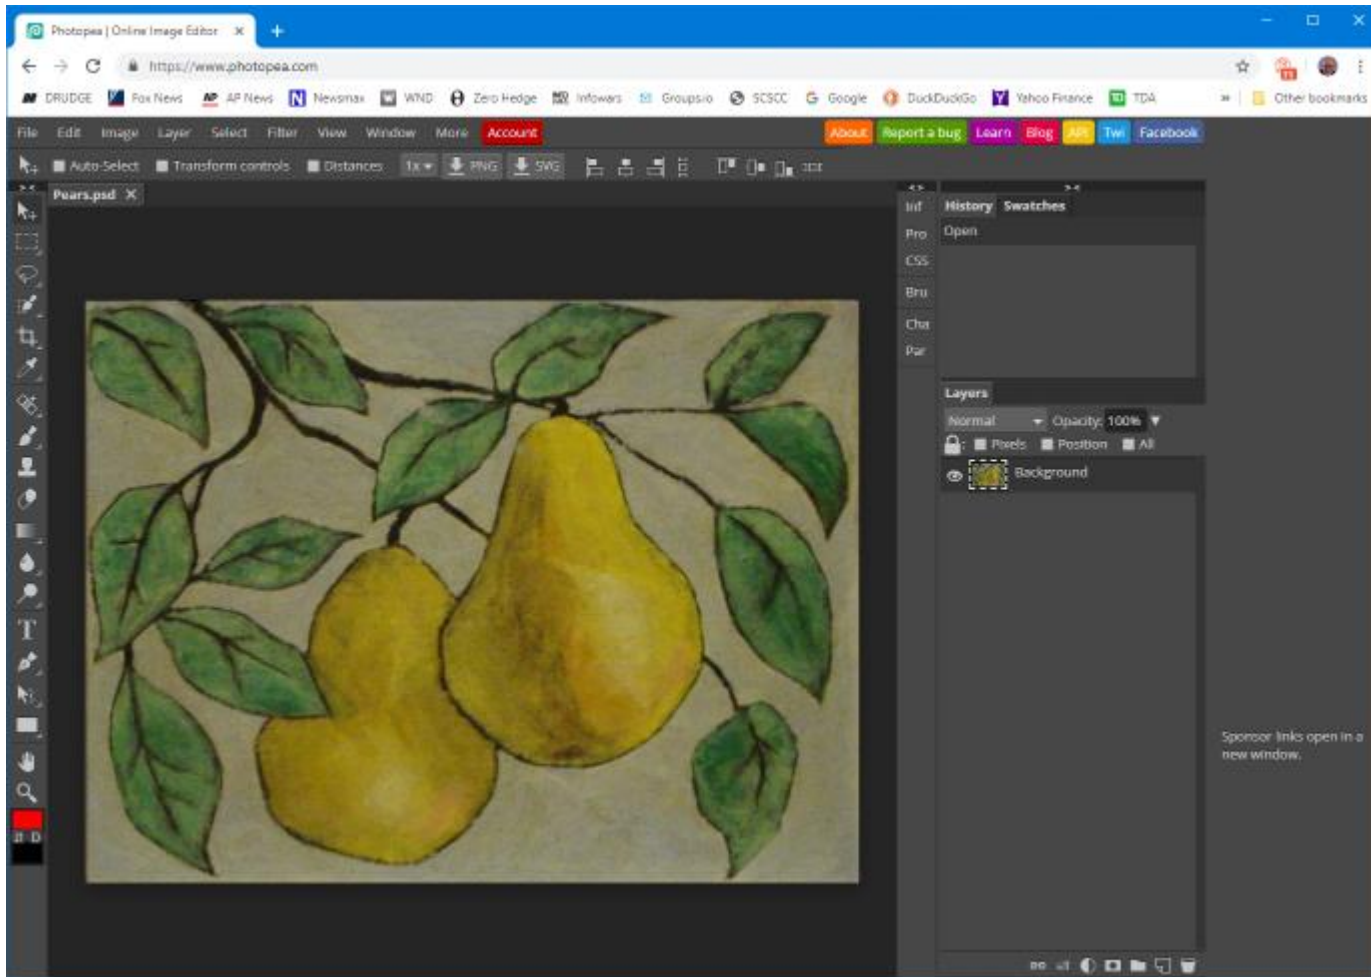 Photopea | Online Image Editor
https://www.photopea.com
DRUDGE Fox News AP News Newsmax WND Zero Hedge Infowars Groups.io SCSCC Google DuckDuckGo Yahoo Finance TDA » Other bookmarks
File Edit Image Layer Select Filter View Window More Account About Report a bug Learn Blog API Twi Facebook
Auto-Select Transform controls Distances 1x PNG SVG
Pears.psd
Inf History Swatches
Pro Open
CSS
Bru
Cha
Par
Layers
Normal Opacity: 100%
Pixels Position All
Background
Sponsor links open in a
new window.
D